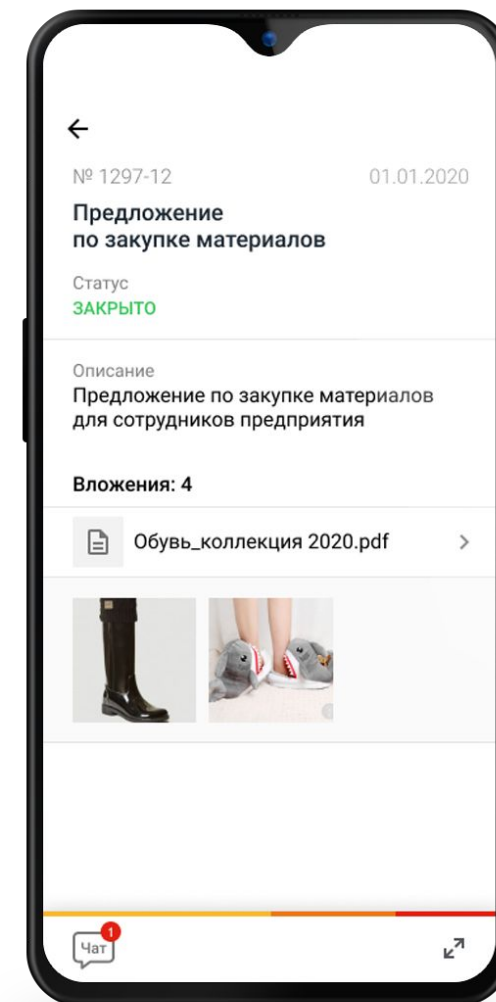 № 1297-12
01.01.2020
Предложение
по закупке материалов
Статус
ЗАКРЫТО
Описание
Предложение по закупке материалов
для сотрудников предприятия
Вложения: 4
Обувь_коллекция 2020.pdf
Чат
1